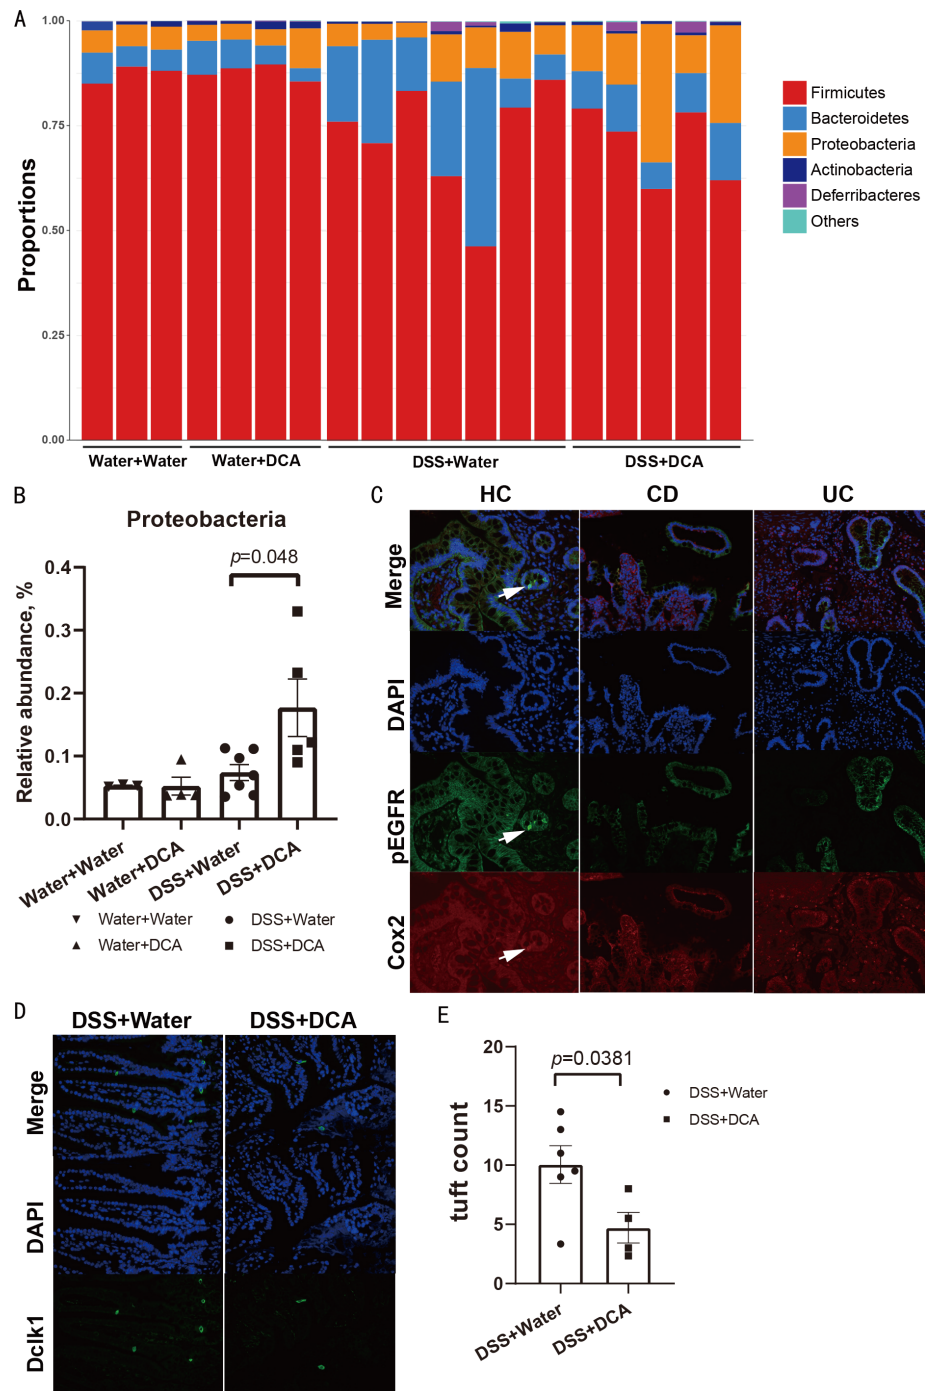 A
Proportions
1.00
0.75
0.50
0.25
0.00
Water+Water
Water+DCA
DSS+Water
DSS+DCA
Firmicutes
Bacteroidetes
Proteobacteria
Actinobacteria
Deferribacteres
Others
B
Proteobacteria
p=0.048
Relative abundance, %
0.4
0.3
0.2
0.1
0.0
Water+Water
Water+DCA
DSS+Water
DSS+DCA
Water+Water
DSS+Water
Water+DCA
DSS+DCA
C
HC
CD
UC
Merge
DAPI
pEGFR
Cox2
D
DSS+Water
DSS+DCA
Merge
DAPI
Dclk1
E
p=0.0381
tuft count
20
15
10
5
0
DSS+Water
DSS+DCA
DSS+Water
DSS+DCA